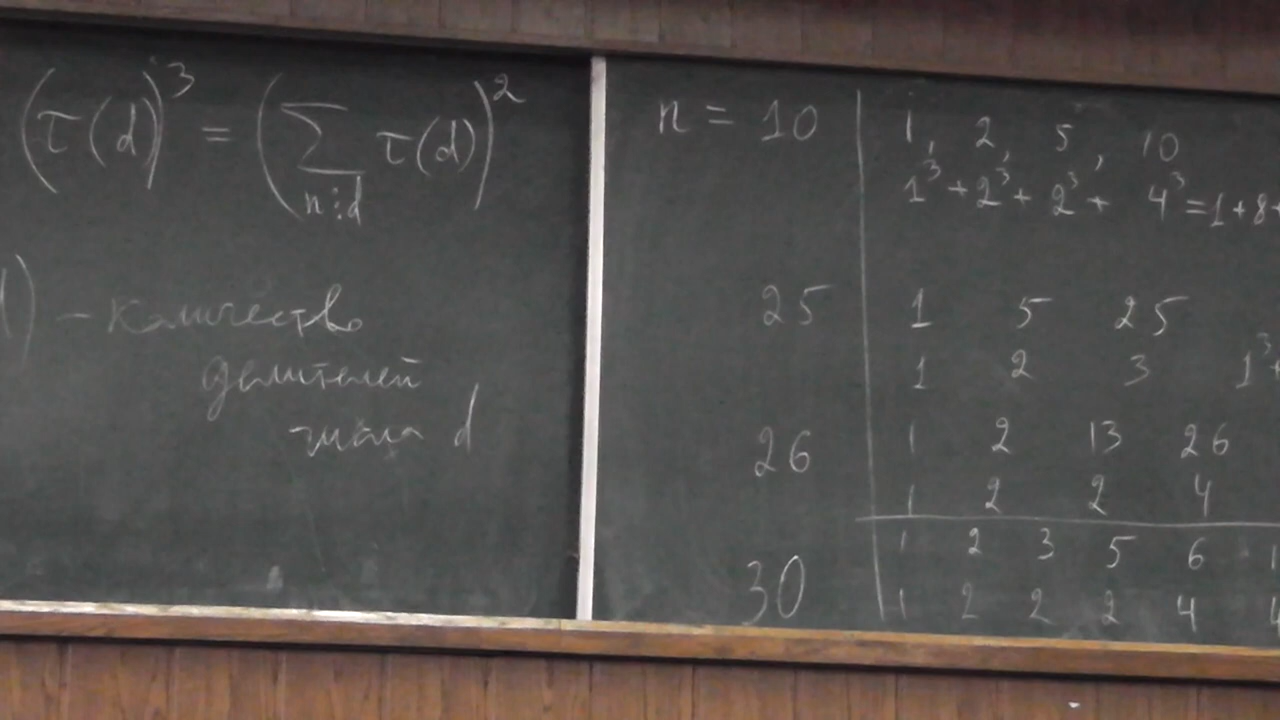 (τ(d))³ = (∑ τ(d))²
n⋮d
) – количество
делителей
числа d
n = 10
1, 2, 5, 10
1³ + 2³ + 2³ + 4³ = 1 + 8 +
25
1 5 25
1 2 3 1³ +
26
1 2 13 26
1 2 2 4
30
1 2 3 5 6 1
1 2 2 2 4